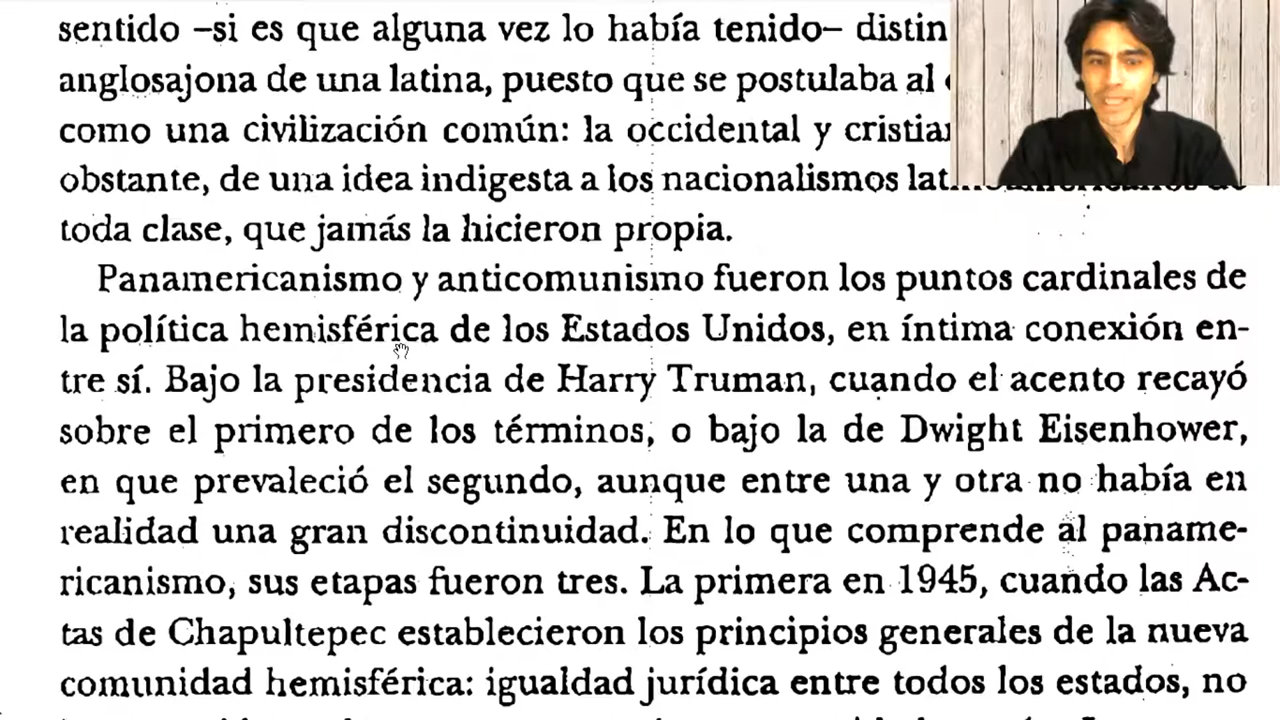 sentido –si es que alguna vez lo había tenido– distin
anglosajona de una latina, puesto que se postulaba al
como una civilización común: la occidental y cristia
obstante, de una idea indigesta a los nacionalismos latinoamericanos de
toda clase, que jamás la hicieron propia.
Panamericanismo y anticomunismo fueron los puntos cardinales de
la política hemisférica de los Estados Unidos, en íntima conexión en-
tre sí. Bajo la presidencia de Harry Truman, cuando el acento recayó
sobre el primero de los términos, o bajo la de Dwight Eisenhower,
en que prevaleció el segundo, aunque entre una y otra no había en
realidad una gran discontinuidad. En lo que comprende al paname-
ricanismo, sus etapas fueron tres. La primera en 1945, cuando las Ac-
tas de Chapultepec establecieron los principios generales de la nueva
comunidad hemisférica: igualdad jurídica entre todos los estados, no